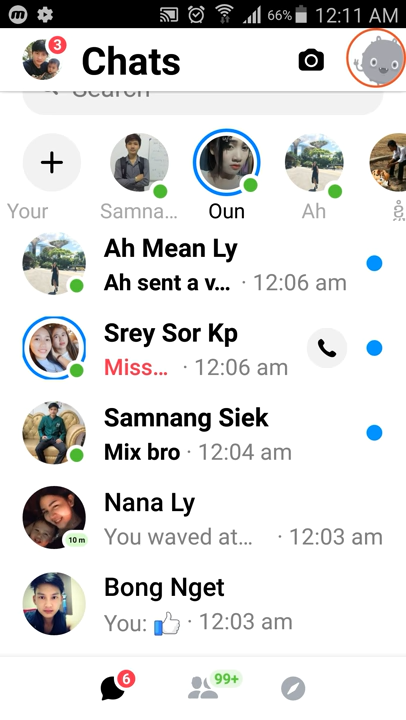 66% 12:11 AM
3
Chats
Search
Your
Samna...
Oun
Ah
Ah Mean Ly
Ah sent a v... · 12:06 am
Srey Sor Kp
Miss... · 12:06 am
Samnang Siek
Mix bro · 12:04 am
Nana Ly
10 m
You waved at... · 12:03 am
Bong Nget
You: 👍 · 12:03 am
6
99+